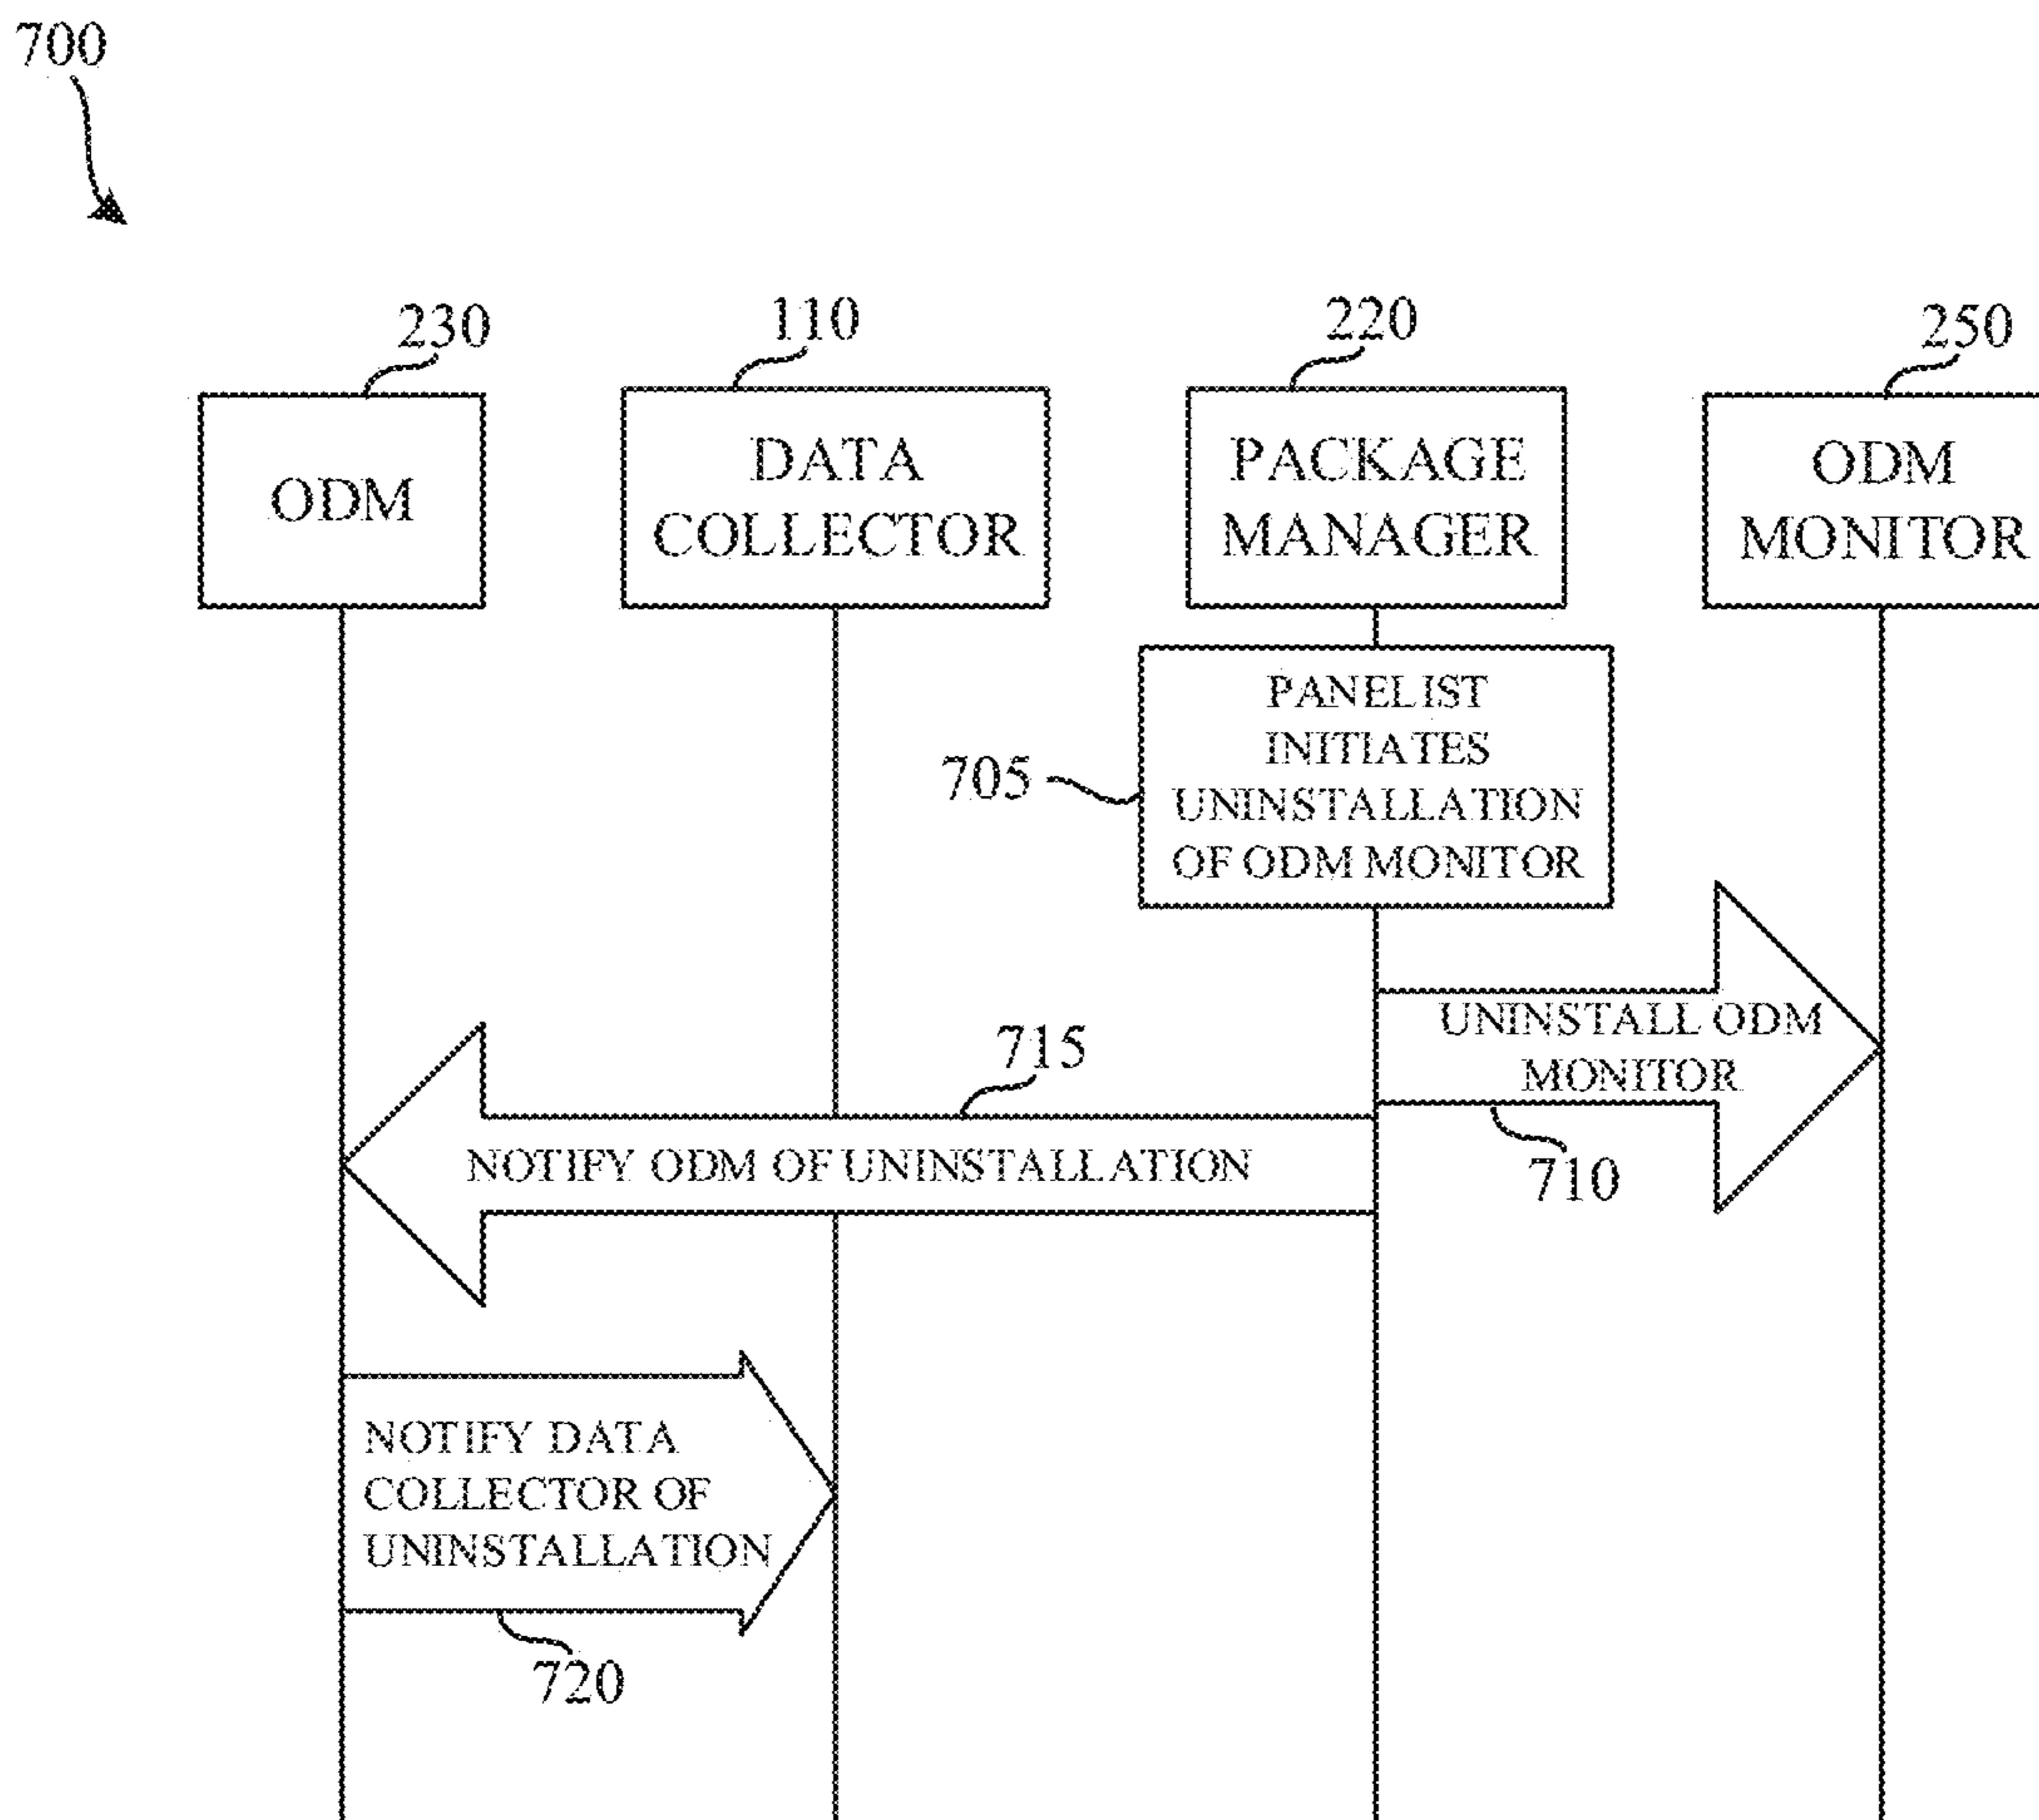 700
230
110
220
250
ODM
DATA
COLLECTOR
PACKAGE
MANAGER
ODM
MONITOR
705
PANELIST
INITIATES
UNINSTALLATION
OF ODM MONITOR
UNINSTALL ODM
MONITOR
710
715
NOTIFY ODM OF UNINSTALLATION
NOTIFY DATA
COLLECTOR OF
UNINSTALLATION
720